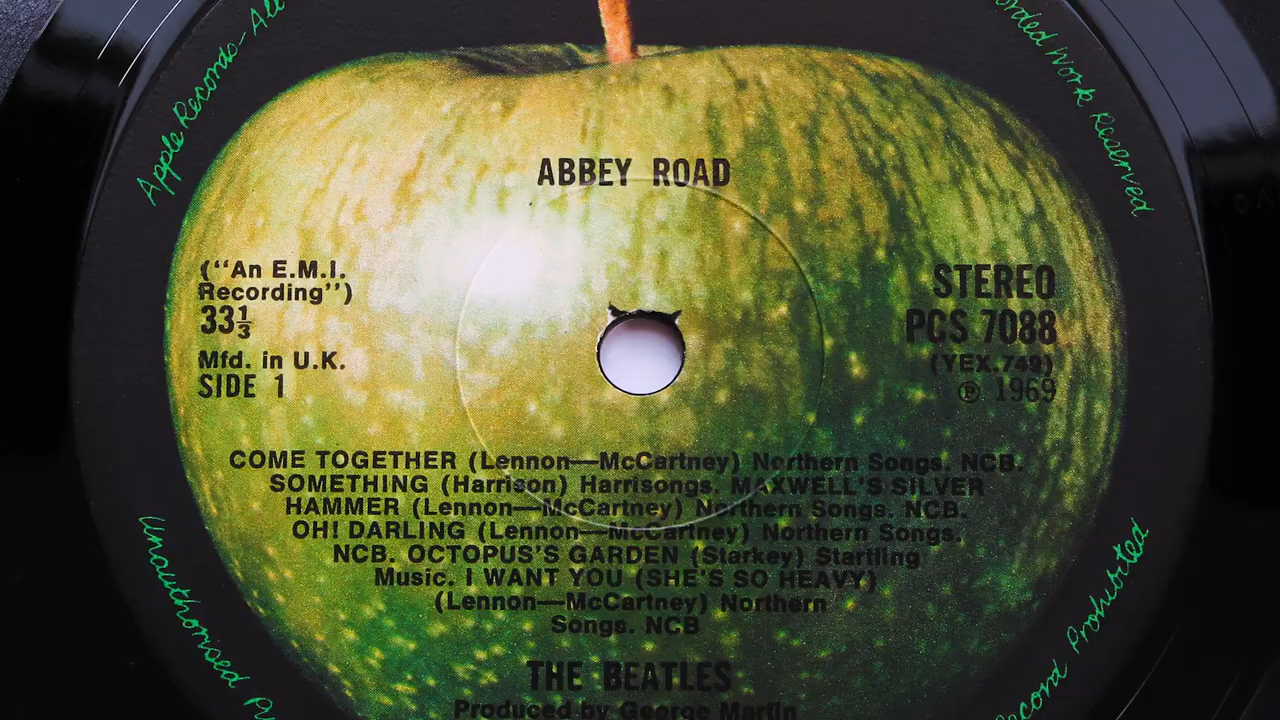 Apple Records - All
orded Work Reserved
ABBEY ROAD
(“An E.M.I.
Recording”)
33⅓
Mfd. in U.K.
SIDE 1
STEREO
PCS 7088
(YEX.749)
℗ 1969
COME TOGETHER (Lennon—McCartney) Northern Songs. NCB.
SOMETHING (Harrison) Harrisongs. MAXWELL'S SILVER
HAMMER (Lennon—McCartney) Northern Songs. NCB.
OH! DARLING (Lennon—McCartney) Northern Songs.
NCB. OCTOPUS'S GARDEN (Starkey) Startling
Music. I WANT YOU (SHE'S SO HEAVY)
(Lennon—McCartney) Northern
Songs. NCB
THE BEATLES
Produced by George Martin
Unauthorised Pu
ecord Prohibited